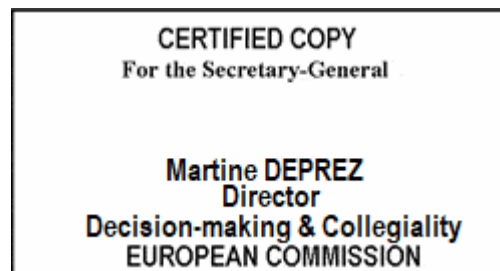 CERTIFIED COPY
For the Secretary-General
Martine DEPREZ
Director
Decision-making & Collegiality
EUROPEAN COMMISSION